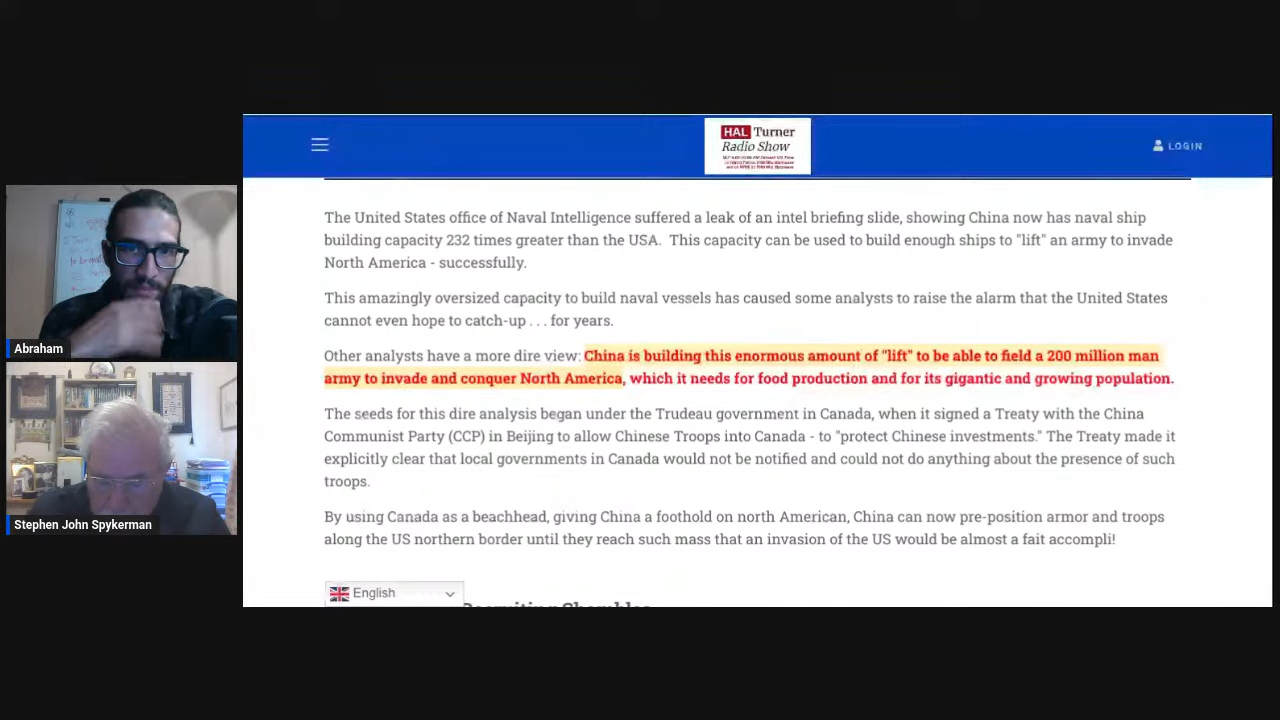 HAL Turner
Radio Show
LOGIN
The United States office of Naval Intelligence suffered a leak of an intel briefing slide, showing China now has naval ship
building capacity 232 times greater than the USA.  This capacity can be used to build enough ships to "lift" an army to invade
North America - successfully.
This amazingly oversized capacity to build naval vessels has caused some analysts to raise the alarm that the United States
cannot even hope to catch-up . . . for years.
Other analysts have a more dire view: China is building this enormous amount of "lift" to be able to field a 200 million man
army to invade and conquer North America, which it needs for food production and for its gigantic and growing population.
The seeds for this dire analysis began under the Trudeau government in Canada, when it signed a Treaty with the China
Communist Party (CCP) in Beijing to allow Chinese Troops into Canada - to "protect Chinese investments." The Treaty made it
explicitly clear that local governments in Canada would not be notified and could not do anything about the presence of such
troops.
By using Canada as a beachhead, giving China a foothold on north American, China can now pre-position armor and troops
along the US northern border until they reach such mass that an invasion of the US would be almost a fait accompli!
English
Abraham
Stephen John Spykerman